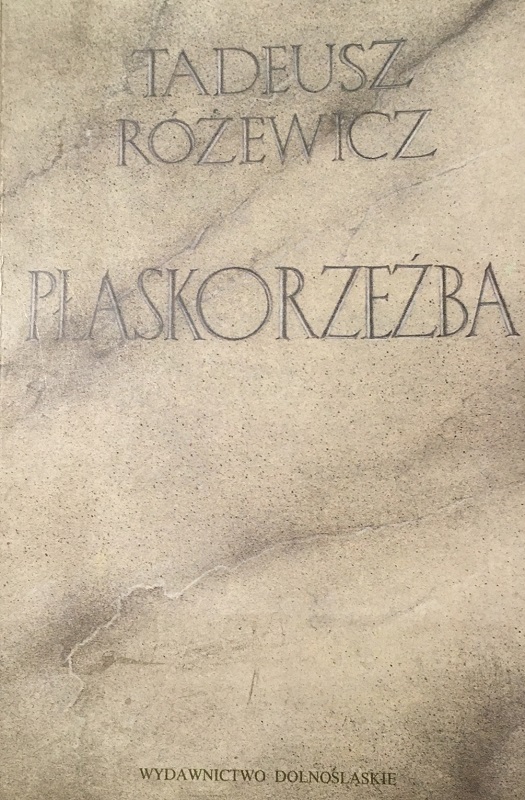 TADEUSZ
RÓŻEWICZ
PŁASKORZEŹBA
WYDAWNICTWO DOLNOŚLĄSKIE